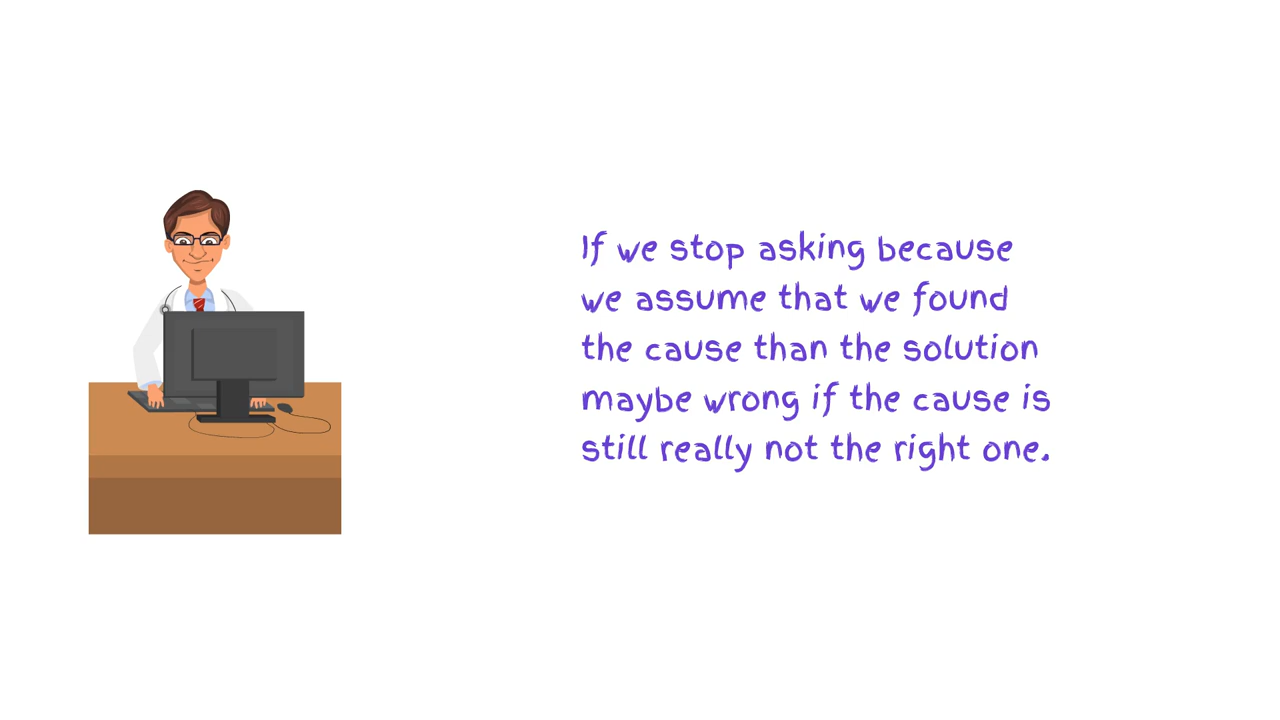 If we stop asking because
we assume that we found
the cause than the solution
maybe wrong if the cause is
still really not the right one.